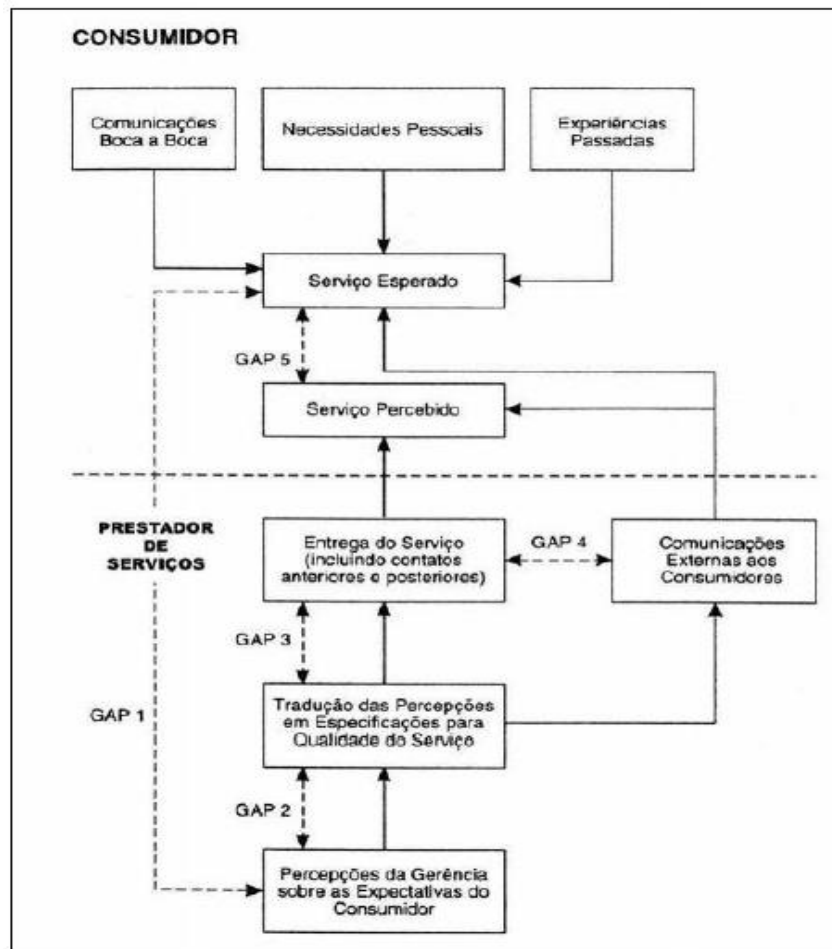 CONSUMIDOR
Comunicações
Boca a Boca
Necessidades Pessoais
Experiências
Passadas
Serviço Esperado
GAP 5
Serviço Percebido
PRESTADOR
DE
SERVIÇOS
Entrega do Serviço
(incluindo contatos
anteriores e posteriores)
GAP 4
Comunicações
Externas aos
Consumidores
GAP 3
GAP 1
Tradução das Percepções
em Especificações para
Qualidade do Serviço
GAP 2
Percepções da Gerência
sobre as Expectativas do
Consumidor